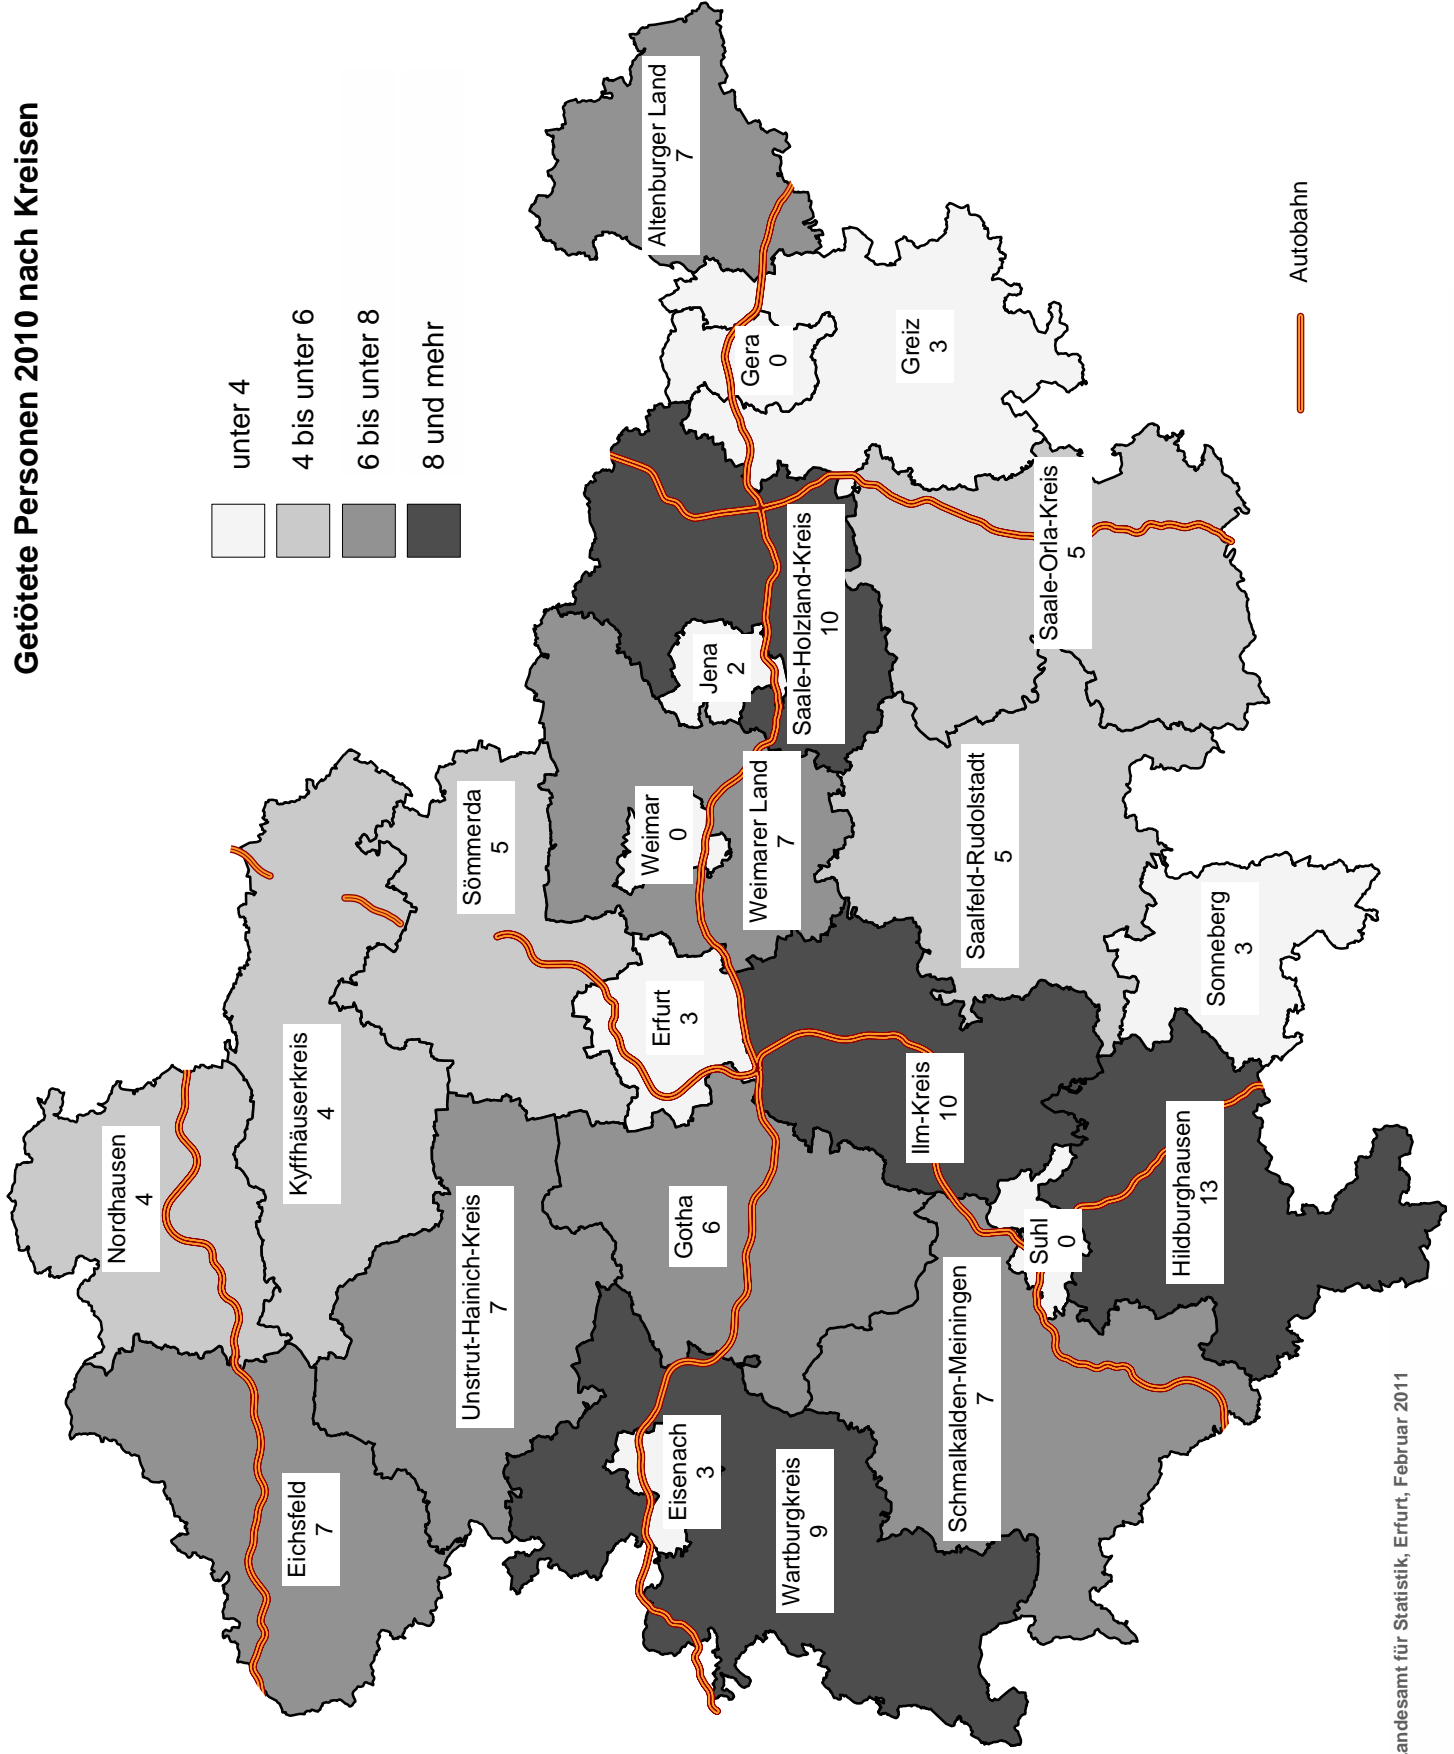 Getötete Personen 2010 nach Kreisen
unter 4
4 bis unter 6
6 bis unter 8
8 und mehr
Nordhausen
4
Eichsfeld
7
Kyffhäuserkreis
4
Unstrut-Hainich-Kreis
7
Sömmerda
5
Altenburger Land
7
Eisenach
3
Gotha
6
Erfurt
3
Weimar
0
Jena
2
Gera
0
Wartburgkreis
9
Weimarer Land
7
Saale-Holzland-Kreis
10
Greiz
3
Schmalkalden-Meiningen
7
Ilm-Kreis
10
Saalfeld-Rudolstadt
5
Suhl
0
Saale-Orla-Kreis
5
Hildburghausen
13
Sonneberg
3
Autobahn
andesamt für Statistik, Erfurt, Februar 2011